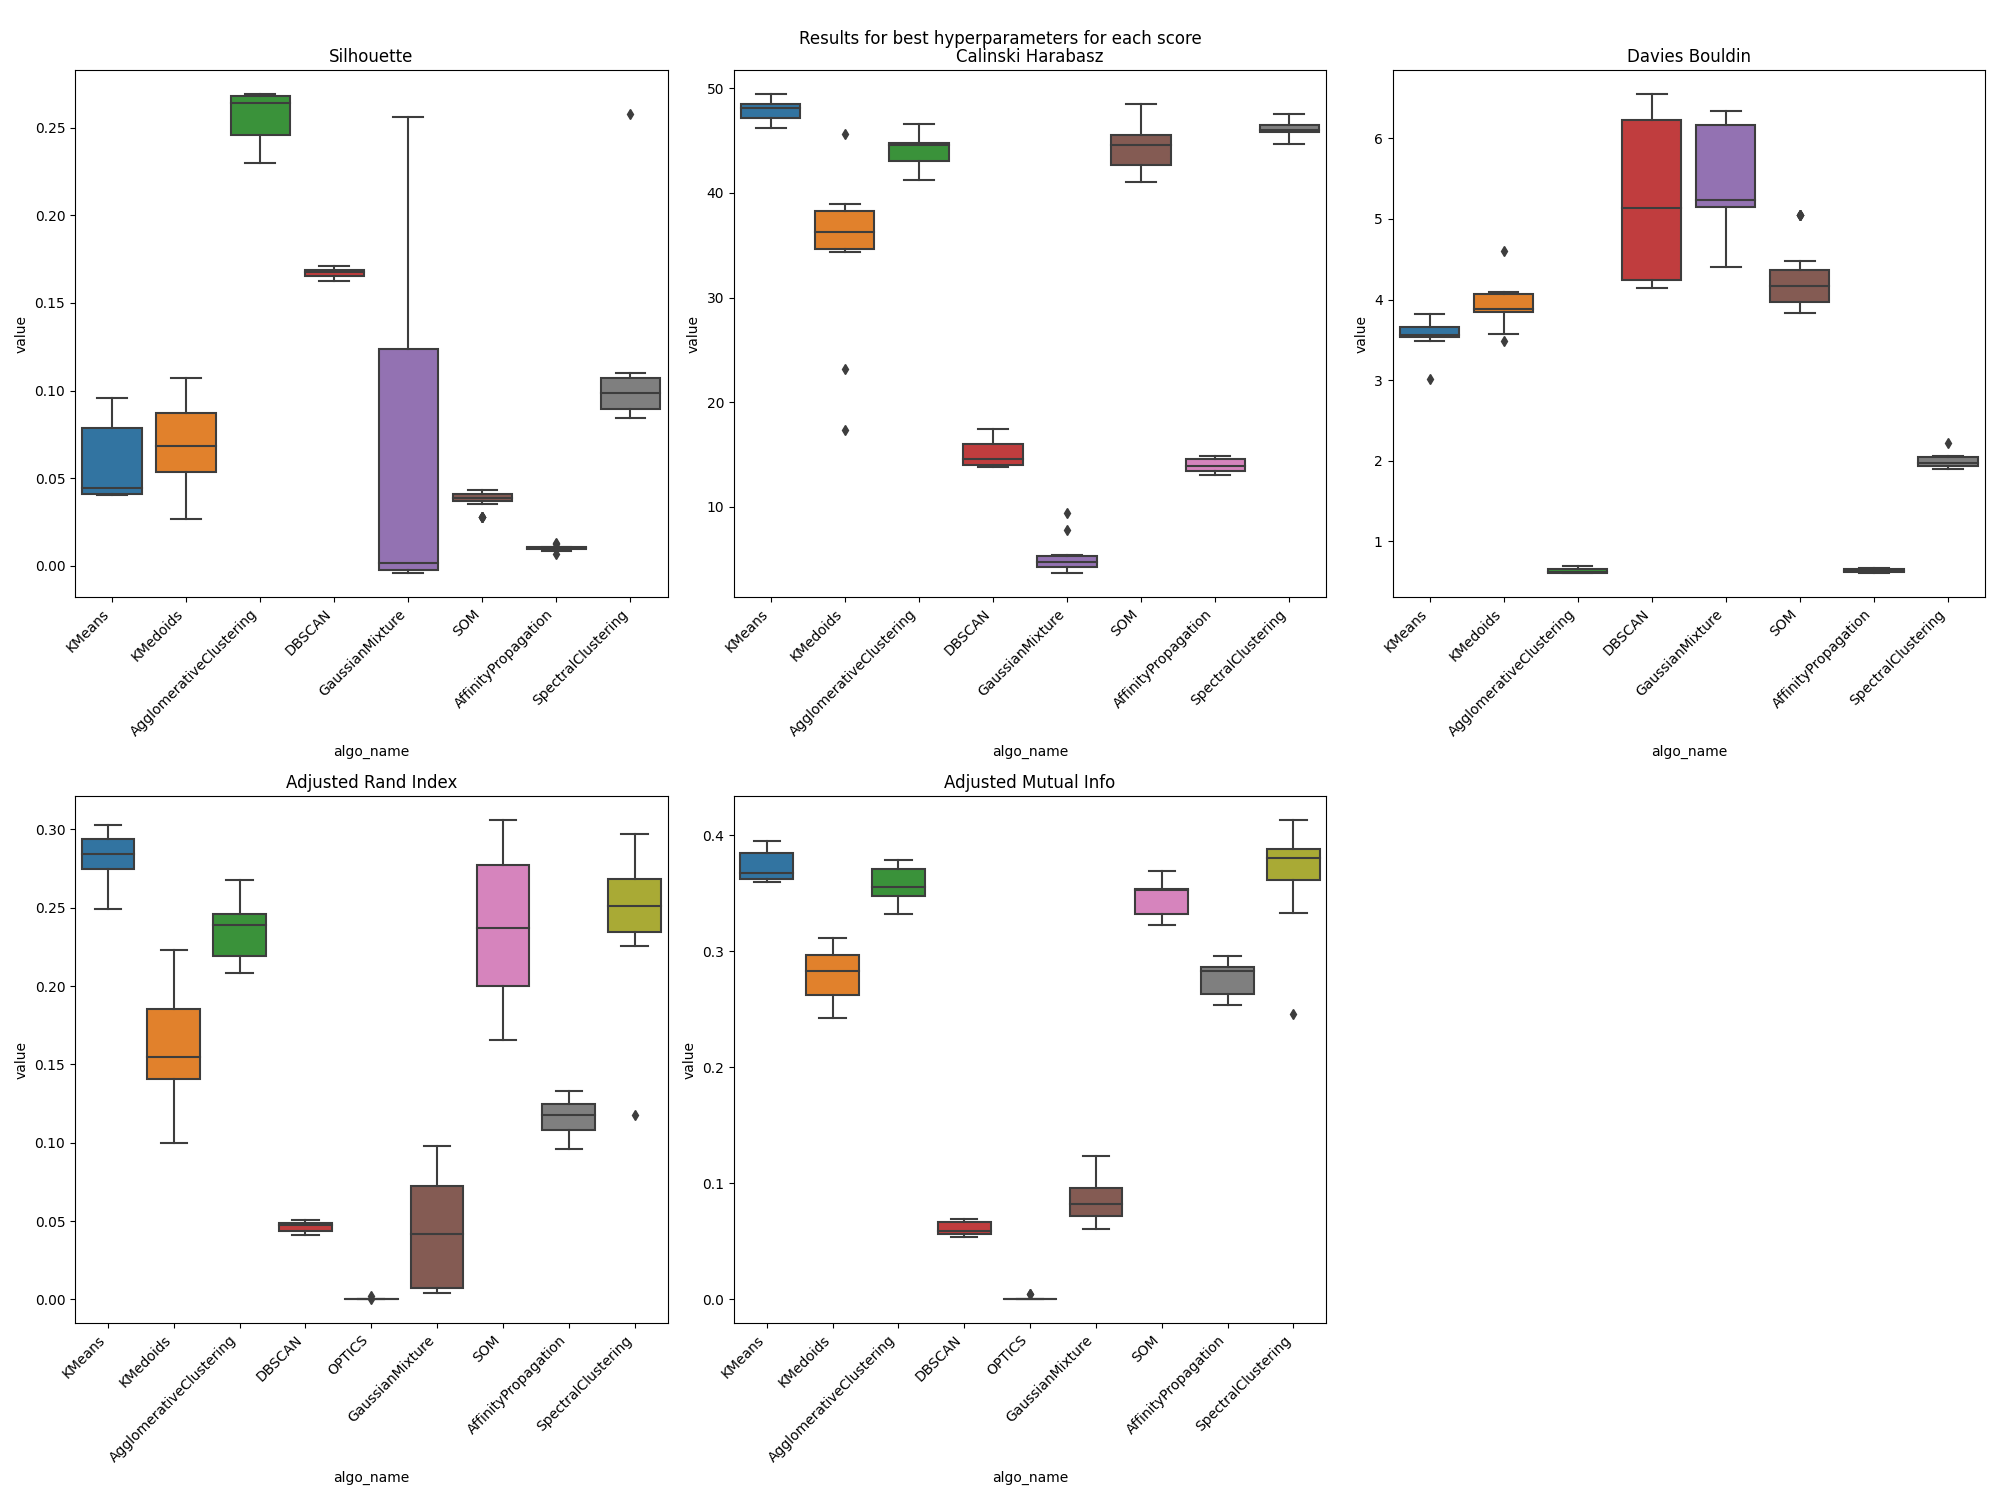 Results for best hyperparameters for each score
Silhouette
value
0.25
0.20
0.15
0.10
0.05
0.00
KMeans
KMedoids
AgglomerativeClustering
DBSCAN
GaussianMixture
SOM
AffinityPropagation
SpectralClustering
algo_name
Calinski Harabasz
value
50
40
30
20
10
KMeans
KMedoids
AgglomerativeClustering
DBSCAN
GaussianMixture
SOM
AffinityPropagation
SpectralClustering
algo_name
Davies Bouldin
value
6
5
4
3
2
1
KMeans
KMedoids
AgglomerativeClustering
DBSCAN
GaussianMixture
SOM
AffinityPropagation
SpectralClustering
algo_name
Adjusted Rand Index
value
0.30
0.25
0.20
0.15
0.10
0.05
0.00
KMeans
KMedoids
AgglomerativeClustering
DBSCAN
OPTICS
GaussianMixture
SOM
AffinityPropagation
SpectralClustering
algo_name
Adjusted Mutual Info
value
0.4
0.3
0.2
0.1
0.0
KMeans
KMedoids
AgglomerativeClustering
DBSCAN
OPTICS
GaussianMixture
SOM
AffinityPropagation
SpectralClustering
algo_name